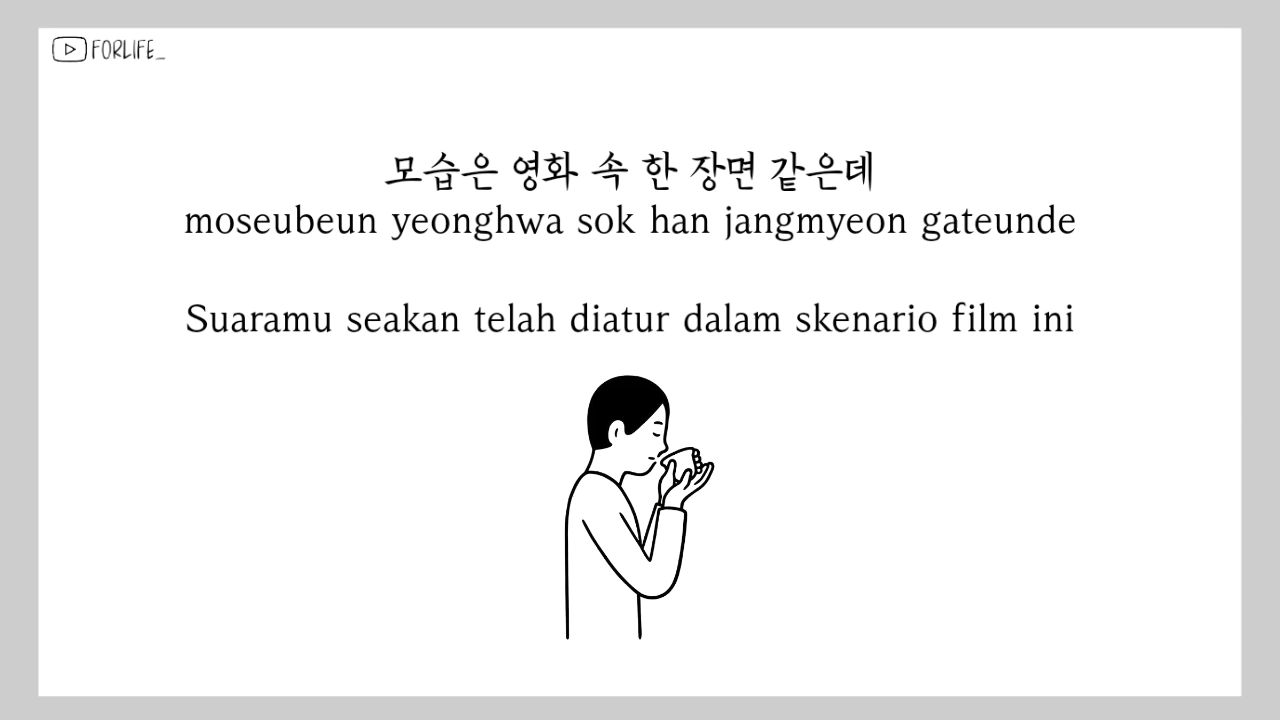 FORLIFE_
모습은 영화 속 한 장면 같은데
moseubeun yeonghwa sok han jangmyeon gateunde
Suaramu seakan telah diatur dalam skenario film ini